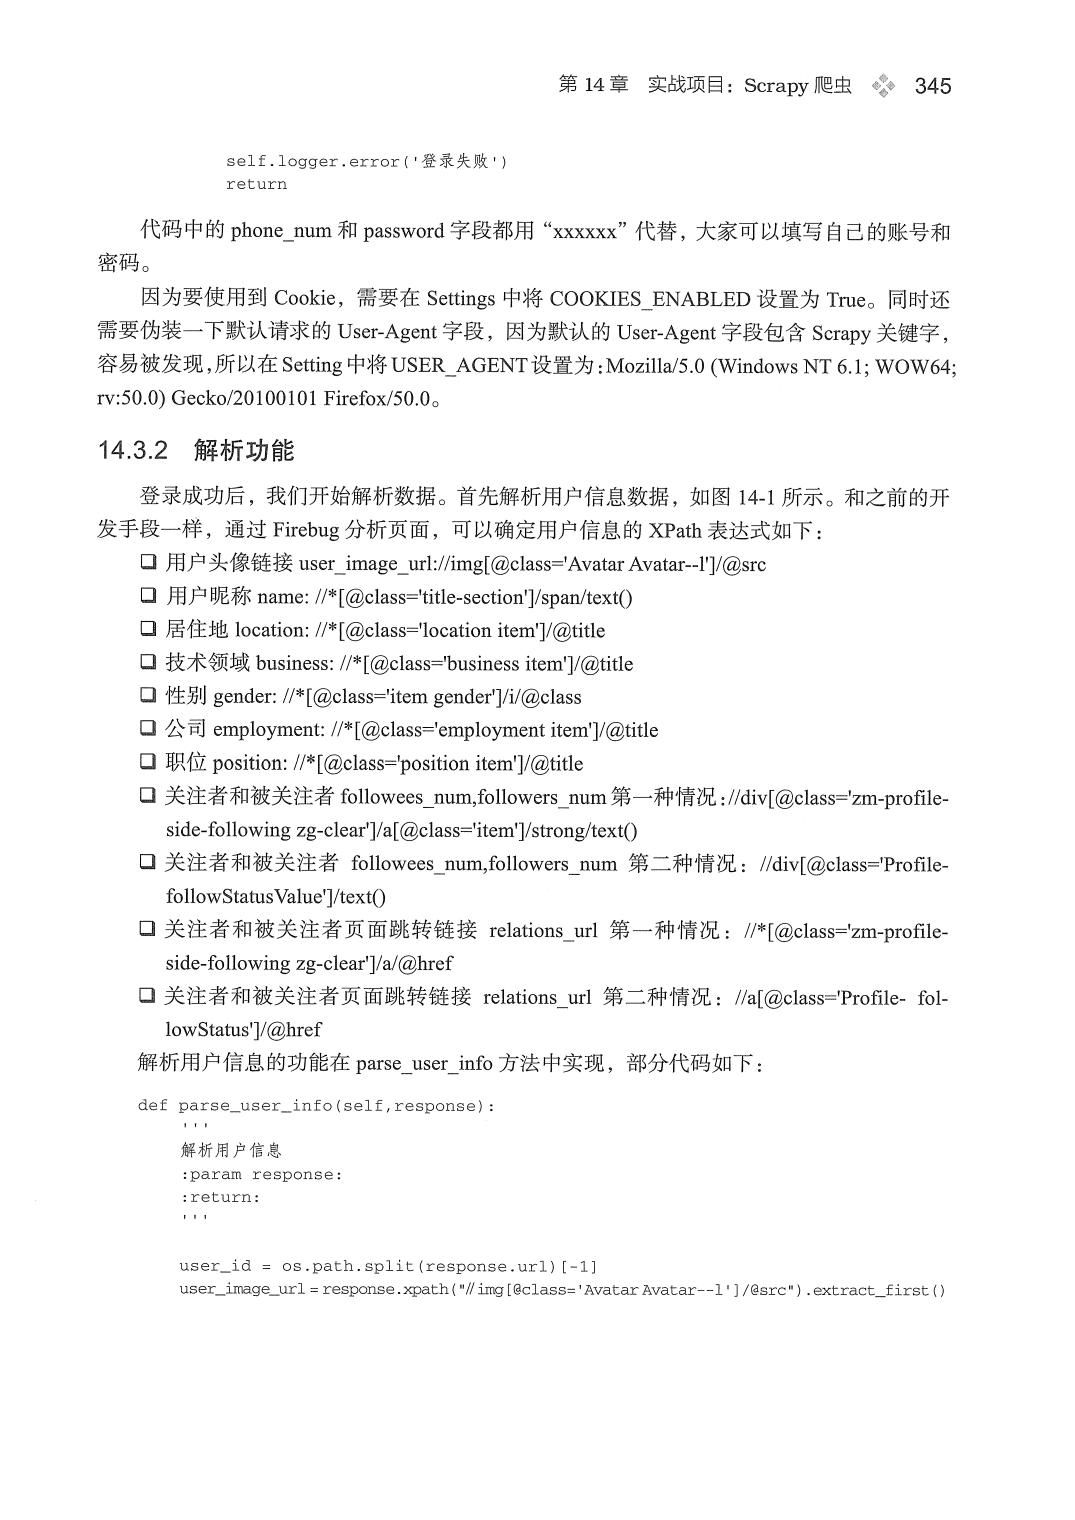 第 14 章 实战项目：Scrapy 爬虫 345
self.logger.error('登录失败')
return
代码中的 phone_num 和 password 字段都用“xxxxxx”代替，大家可以填写自己的账号和
密码。
因为要使用到 Cookie，需要在 Settings 中将 COOKIES_ENABLED 设置为 True。同时还
需要伪装一下默认请求的 User-Agent 字段，因为默认的 User-Agent 字段包含 Scrapy 关键字，
容易被发现，所以在 Setting 中将 USER_AGENT 设置为：Mozilla/5.0 (Windows NT 6.1; WOW64;
rv:50.0) Gecko/20100101 Firefox/50.0。
14.3.2 解析功能
登录成功后，我们开始解析数据。首先解析用户信息数据，如图 14-1 所示。和之前的开
发手段一样，通过 Firebug 分析页面，可以确定用户信息的 XPath 表达式如下：
❑ 用户头像链接 user_image_url://img[@class='Avatar Avatar--l']/@src
❑ 用户昵称 name: //*[@class='title-section']/span/text()
❑ 居住地 location: //*[@class='location item']/@title
❑ 技术领域 business: //*[@class='business item']/@title
❑ 性别 gender: //*[@class='item gender']/i/@class
❑ 公司 employment: //*[@class='employment item']/@title
❑ 职位 position: //*[@class='position item']/@title
❑ 关注者和被关注者 followees_num,followers_num 第一种情况：//div[@class='zm-profile-
side-following zg-clear']/a[@class='item']/strong/text()
❑ 关注者和被关注者 followees_num,followers_num 第二种情况：//div[@class='Profile-
followStatusValue']/text()
❑ 关注者和被关注者页面跳转链接 relations_url 第一种情况：//*[@class='zm-profile-
side-following zg-clear']/a/@href
❑ 关注者和被关注者页面跳转链接 relations_url 第二种情况：//a[@class='Profile- fol-
lowStatus']/@href
解析用户信息的功能在 parse_user_info 方法中实现，部分代码如下：
def parse_user_info(self,response):
'''
解析用户信息
:param response:
:return:
'''
user_id = os.path.split(response.url)[-1]
user_image_url = response.xpath("//img[@class='Avatar Avatar--l']/@src").extract_first()